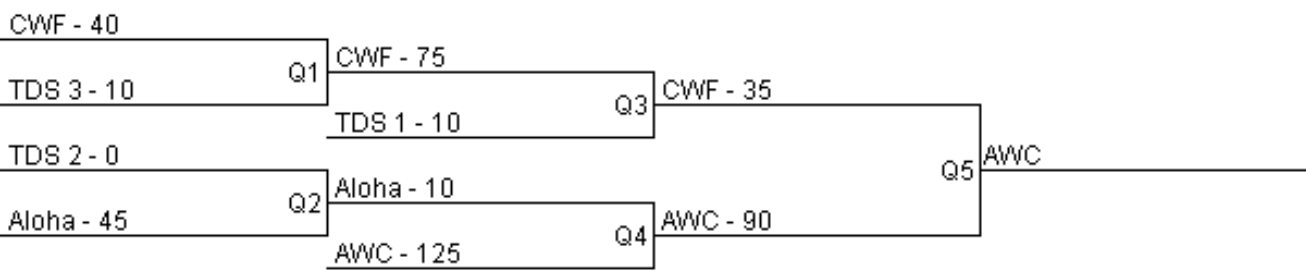 CWF - 40
Q1
TDS 3 - 10
TDS 2 - 0
Q2
Aloha - 45
CWF - 75
Q3
TDS 1 - 10
Aloha - 10
Q4
AWC - 125
CWF - 35
Q5
AWC - 90
AWC